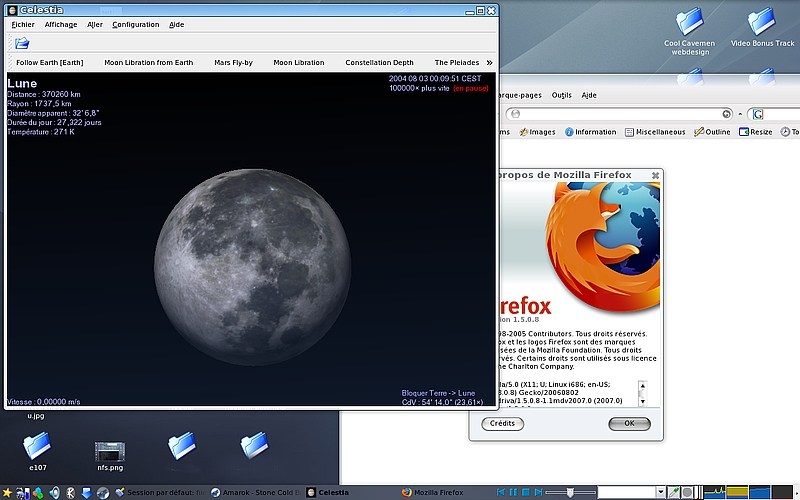 Celestia
Fichier Affichage Aller Configuration Aide
Follow Earth [Earth] Moon Libration from Earth Mars Fly-by Moon Libration Constellation Depth The Pleiades »
Lune
Distance : 370260 km
Rayon : 1737,5 km
Diamètre apparent : 32' 6,8"
Durée du jour : 27,322 jours
Température : 271 K
2004 08 03 00:09:51 CEST
100000× plus vite (en pause)
Vitesse : 0,00000 m/s
Bloquer Terre -> Lune
CdV : 54' 14,0" (23.61×)
Cool Cavemen
webdesign
Video Bonus Track
arque-pages Outils Aide
ms Images Information Miscellaneous Outline Resize To
propos de Mozilla Firefox
refox
ion 1.5.0.8
98-2005 Contributors. Tous droits réservés.
ox et les logos Firefox sont des marques
sées de la Mozilla Foundation. Tous droits
vés. Certains droits sont utilisés sous licence
he Charlton Company.
la/5.0 (X11; U; Linux i686; en-US;
.8.0.8) Gecko/20060802
driva/1.5.0.8-1.1mdv2007.0 (2007.0)
Crédits OK
u.jpg
e107
nfs.png
Session par défaut: fi
Amarok - Stone Cold B
Celestia
Mozilla Firefox